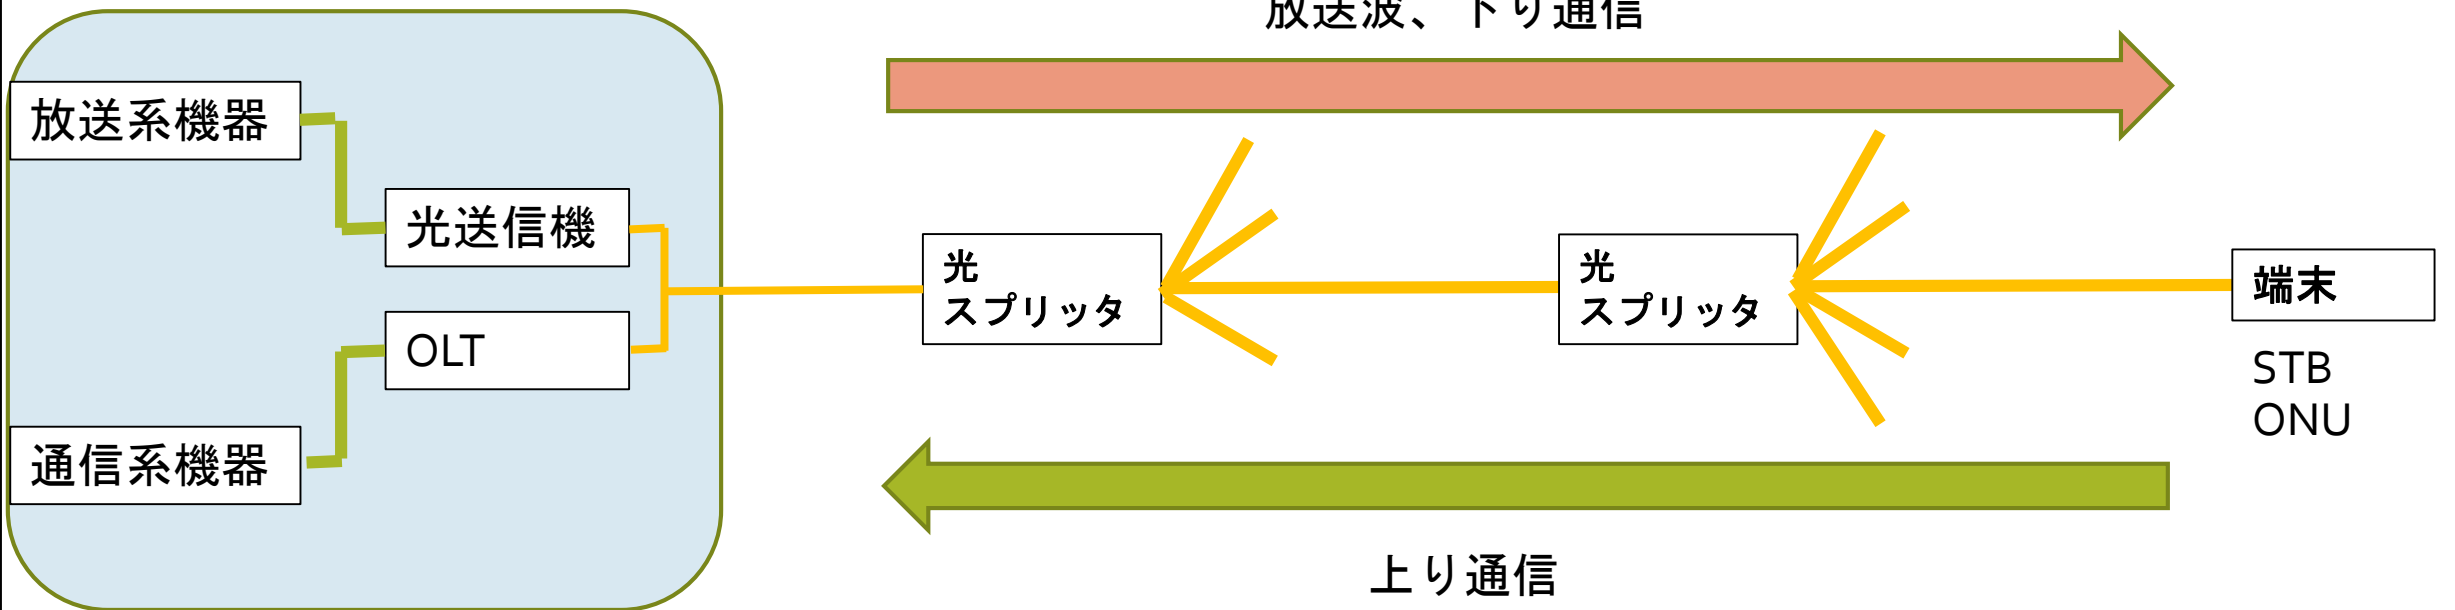 放送波、下り通信
放送系機器
光送信機
光
スプリッタ
光
スプリッタ
端末
OLT
STB
ONU
通信系機器
上り通信